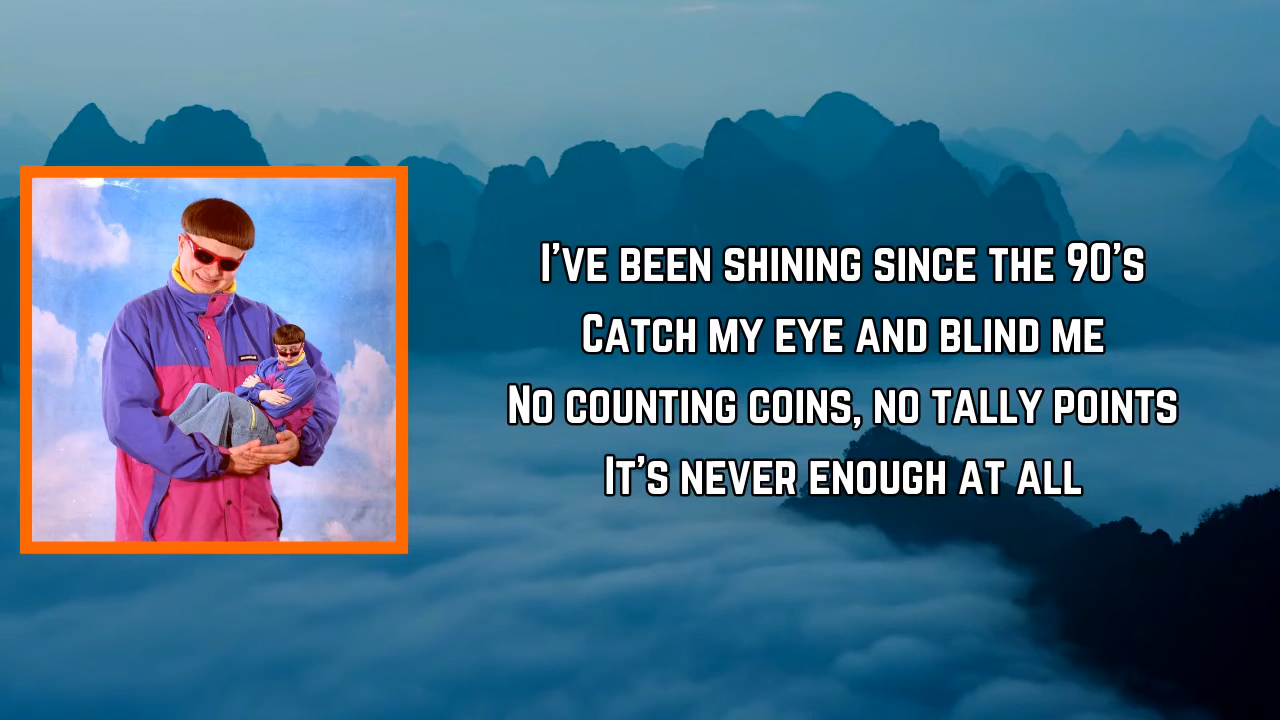 I've been shining since the 90's
Catch my eye and blind me
No counting coins, no tally points
It's never enough at all